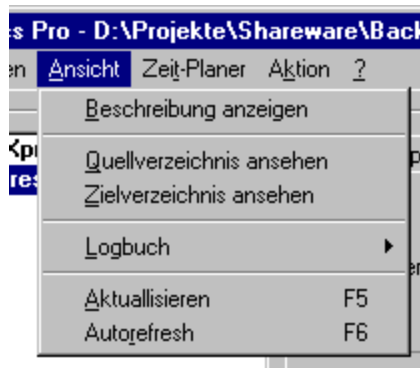 s Pro - D:\Projekte\Shareware\Back
en Ansicht Zeit-Planer Aktion ?
Beschreibung anzeigen
Quellverzeichnis ansehen
Zielverzeichnis ansehen
Logbuch
Aktuallisieren F5
Autorefresh F6